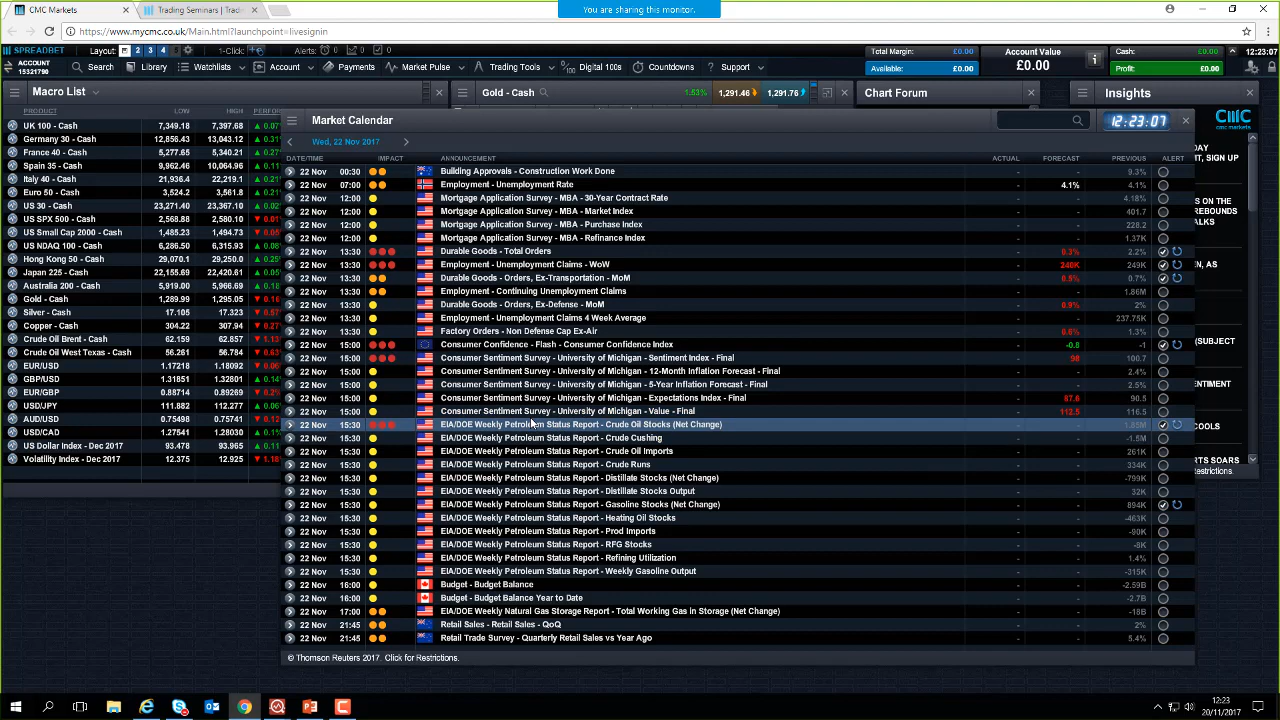 CMC Markets
Trading Seminars | Trad
You are sharing this monitor.
https://www.mycmc.co.uk/Main.html?launchpoint=livesignin
SPREADBET Layout: 2 3 4 1-Click: Alerts: 0 0 0
Total Margin: £0.00 Account Value Cash: £0.00
Available: £0.00 £0.00 Profit: £0.00
ACCOUNT 15321790 Search Library Watchlists Account Payments Market Pulse Trading Tools Digital 100s Countdowns Support
Macro List Gold - Cash 1.53% 1,291.46 1,291.76 Chart Forum Insights
PRODUCT LOW HIGH PERFO
UK 100 - Cash 7,349.18 7,397.68 0.07
Germany 30 - Cash 12,856.43 13,043.12
France 40 - Cash 5,277.65 5,340.21
Spain 35 - Cash 9,962.46 10,064.96
Italy 40 - Cash 21,936.4 22,219.1
Euro 50 - Cash 3,524.2 3,561.8
US 30 - Cash 23,271.40 23,367.10
US SPX 500 - Cash 2,568.88 2,580.10
US Small Cap 2000 - Cash 1,485.23 1,494.73
US NDAQ 100 - Cash 6,286.50 6,315.93
Hong Kong 50 - Cash 29,070.1 29,250.0
Japan 225 - Cash 22,155.69 22,420.61
Australia 200 - Cash 5,919.00 5,966.69
Gold - Cash 1,289.99 1,295.05
Silver - Cash 17.105 17.323
Copper - Cash 304.22 307.94
Crude Oil Brent - Cash 62.159 62.857
Crude Oil West Texas - Cash 56.261 56.784
EUR/USD 1.17218 1.18092
GBP/USD 1.31851 1.32801
EUR/GBP 0.88714 0.89271
USD/JPY 111.882 112.277
AUD/USD 0.75498 0.75741
USD/CAD 1.27401 1.28049
US Dollar Index - Dec 2017 93.478 93.965
Volatility Index - Dec 2017 12.375 12.925
Market Calendar 12:23:07
Wed, 22 Nov 2017
DATE/TIME IMPACT ANNOUNCEMENT ACTUAL FORECAST PREVIOUS ALERT
22 Nov 00:30 Building Approvals - Construction Work Done - - 9.3%
22 Nov 07:00 Employment - Unemployment Rate - 4.1% 4.1%
22 Nov 12:00 Mortgage Application Survey - MBA - 30-Year Contract Rate - - 4.18%
22 Nov 12:00 Mortgage Application Survey - MBA - Market Index - - 401.7
22 Nov 12:00 Mortgage Application Survey - MBA - Purchase Index - - 228.2
22 Nov 12:00 Mortgage Application Survey - MBA - Refinance Index - - 1.37K
22 Nov 13:30 Durable Goods - Total Orders - 0.3% 2.2%
22 Nov 13:30 Employment - Unemployment Claims - WoW - 240K 249K
22 Nov 13:30 Durable Goods - Orders, Ex-Transportation - MoM - 0.5% 0.7%
22 Nov 13:30 Employment - Continuing Unemployment Claims - - 1.86M
22 Nov 13:30 Durable Goods - Orders, Ex-Defense - MoM - 0.9% 2%
22 Nov 13:30 Employment - Unemployment Claims 4 Week Average - - 237.75K
22 Nov 13:30 Factory Orders - Non Defense Cap Ex-Air - 0.6% 1.3%
22 Nov 15:00 Consumer Confidence - Flash - Consumer Confidence Index - -0.8 -1
22 Nov 15:00 Consumer Sentiment Survey - University of Michigan - Sentiment Index - Final - 98 100.7
22 Nov 15:00 Consumer Sentiment Survey - University of Michigan - 12-Month Inflation Forecast - Final - - 2.4%
22 Nov 15:00 Consumer Sentiment Survey - University of Michigan - 5-Year Inflation Forecast - Final - - 2.5%
22 Nov 15:00 Consumer Sentiment Survey - University of Michigan - Expectations Index - Final - 87.6 90.5
22 Nov 15:00 Consumer Sentiment Survey - University of Michigan - Value - Final - 112.5 116.5
22 Nov 15:30 EIA/DOE Weekly Petroleum Status Report - Crude Oil Stocks (Net Change) - - 1.85M
22 Nov 15:30 EIA/DOE Weekly Petroleum Status Report - Crude Cushing - - -1.5M
22 Nov 15:30 EIA/DOE Weekly Petroleum Status Report - Crude Oil Imports - - 261K
22 Nov 15:30 EIA/DOE Weekly Petroleum Status Report - Crude Runs - - 334K
22 Nov 15:30 EIA/DOE Weekly Petroleum Status Report - Distillate Stocks (Net Change) - - -799K
22 Nov 15:30 EIA/DOE Weekly Petroleum Status Report - Distillate Stocks Output - - 32K
22 Nov 15:30 EIA/DOE Weekly Petroleum Status Report - Gasoline Stocks (Net Change) - - 894K
22 Nov 15:30 EIA/DOE Weekly Petroleum Status Report - Heating Oil Stocks - - -463K
22 Nov 15:30 EIA/DOE Weekly Petroleum Status Report - Prod Imports - - -90K
22 Nov 15:30 EIA/DOE Weekly Petroleum Status Report - RFG Stocks - - -8K
22 Nov 15:30 EIA/DOE Weekly Petroleum Status Report - Refining Utilization - - .4%
22 Nov 15:30 EIA/DOE Weekly Petroleum Status Report - Weekly Gasoline Output - - -315K
22 Nov 16:00 Budget - Budget Balance - - -2.59B
22 Nov 16:00 Budget - Budget Balance Year to Date - - -2.7B
22 Nov 17:00 EIA/DOE Weekly Natural Gas Storage Report - Total Working Gas in Storage (Net Change) - - -18B
22 Nov 21:45 Retail Sales - Retail Sales - QoQ - - 2%
22 Nov 21:45 Retail Trade Survey - Quarterly Retail Sales vs Year Ago - - 5.4%
© Thomson Reuters 2017. Click for Restrictions.
cmc markets
DAY
T, SIGN UP
S ON THE
REBOUNDS
ALKS
EN, AS
(SUBJECT
ENTIMENT
COOLS
RTS SOARS
Restrictions.
12:23
20/11/2017